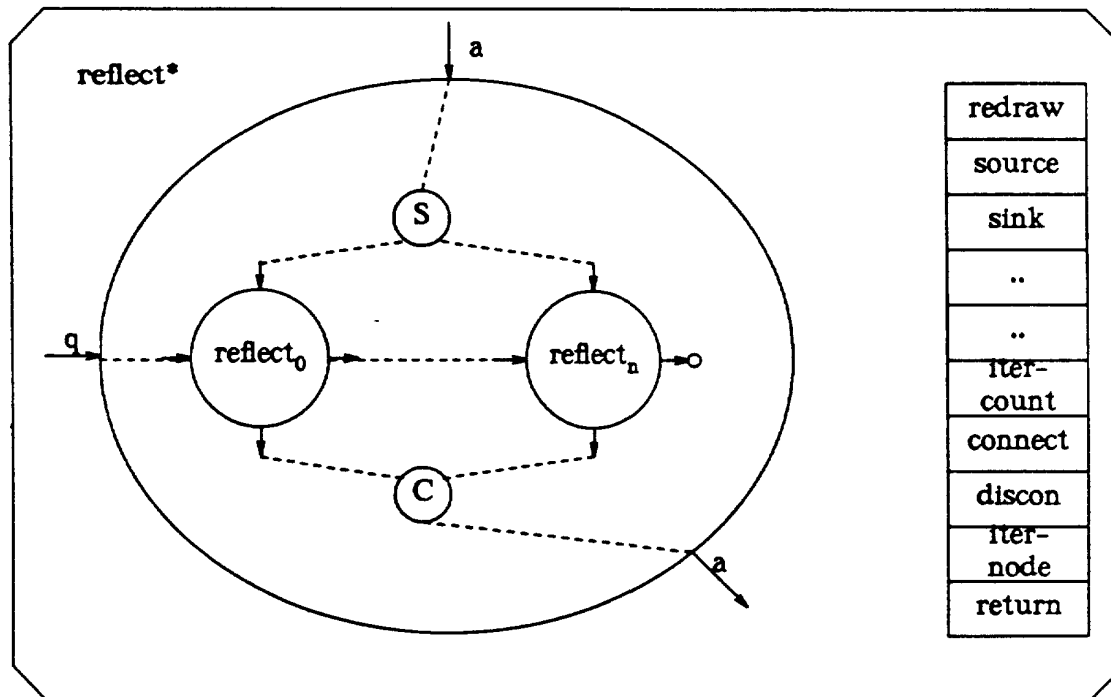 a
reflect*
redraw
source
sink
S
..
..
q
reflect₀
reflectₙ
iter-
count
connect
C
discon
iter-
node
a
return